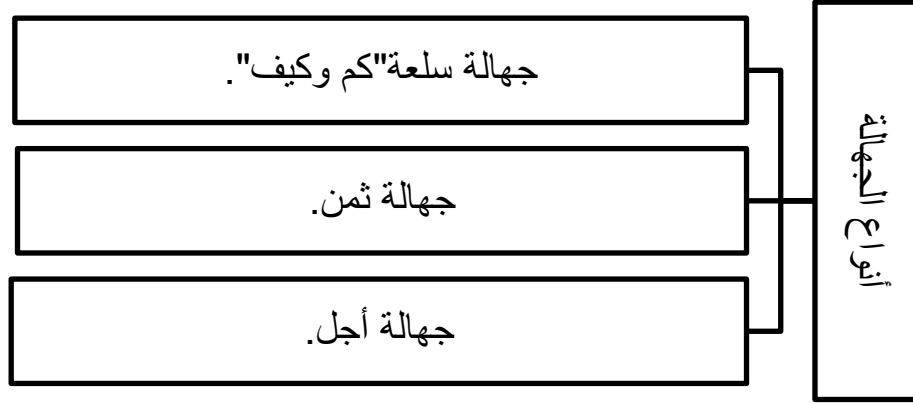 أنواع الجهالة
جهالة سلعة"كم وكيف".
جهالة ثمن.
جهالة أجل.